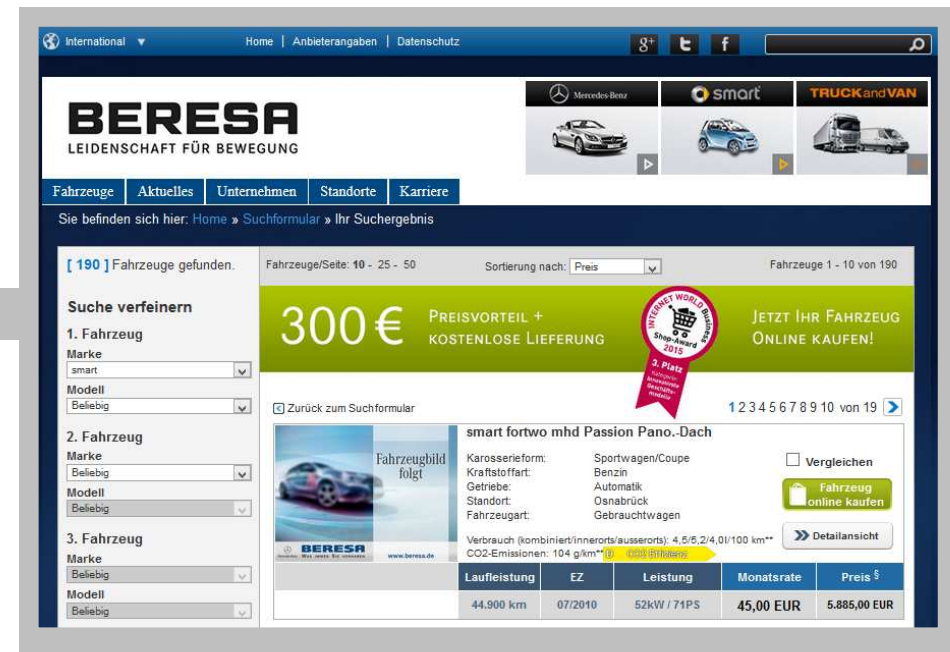 International ▼ Home | Anbieterangaben | Datenschutz g+ t f
Mercedes-Benz smart TRUCKandVAN
BERESA
LEIDENSCHAFT FÜR BEWEGUNG
Fahrzeuge Aktuelles Unternehmen Standorte Karriere
Sie befinden sich hier: Home » Suchformular » Ihr Suchergebnis
[ 190 ] Fahrzeuge gefunden.
Fahrzeuge/Seite: 10 - 25 - 50 Sortierung nach: Preis Fahrzeuge 1 - 10 von 190
Suche verfeinern
1. Fahrzeug
Marke
smart
Modell
Beliebig
2. Fahrzeug
Marke
Beliebig
Modell
Beliebig
3. Fahrzeug
Marke
Beliebig
Modell
Beliebig
300 € PREISVORTEIL +
KOSTENLOSE LIEFERUNG
INTERNET WORLD Business
Shop-Award
2015
3. Platz
Kategorie
Innovativste
Geschäfts-
modelle
JETZT IHR FAHRZEUG
ONLINE KAUFEN!
Zurück zum Suchformular 1 2 3 4 5 6 7 8 9 10 von 19
Fahrzeugbild
folgt
BERESA
www.beresa.de
smart fortwo mhd Passion Pano.-Dach
Karosserieform: Sportwagen/Coupe
Kraftstoffart: Benzin
Getriebe: Automatik
Standort: Osnabrück
Fahrzeugart: Gebrauchtwagen
Verbrauch (kombiniert/innerorts/ausserorts): 4,5/5,2/4,0l/100 km**
CO2-Emissionen: 104 g/km** D CO2-Effizienz
Vergleichen
Fahrzeug
online kaufen
Detailansicht
Laufleistung EZ Leistung Monatsrate Preis §
44.900 km 07/2010 52kW / 71PS 45,00 EUR 5.885,00 EUR